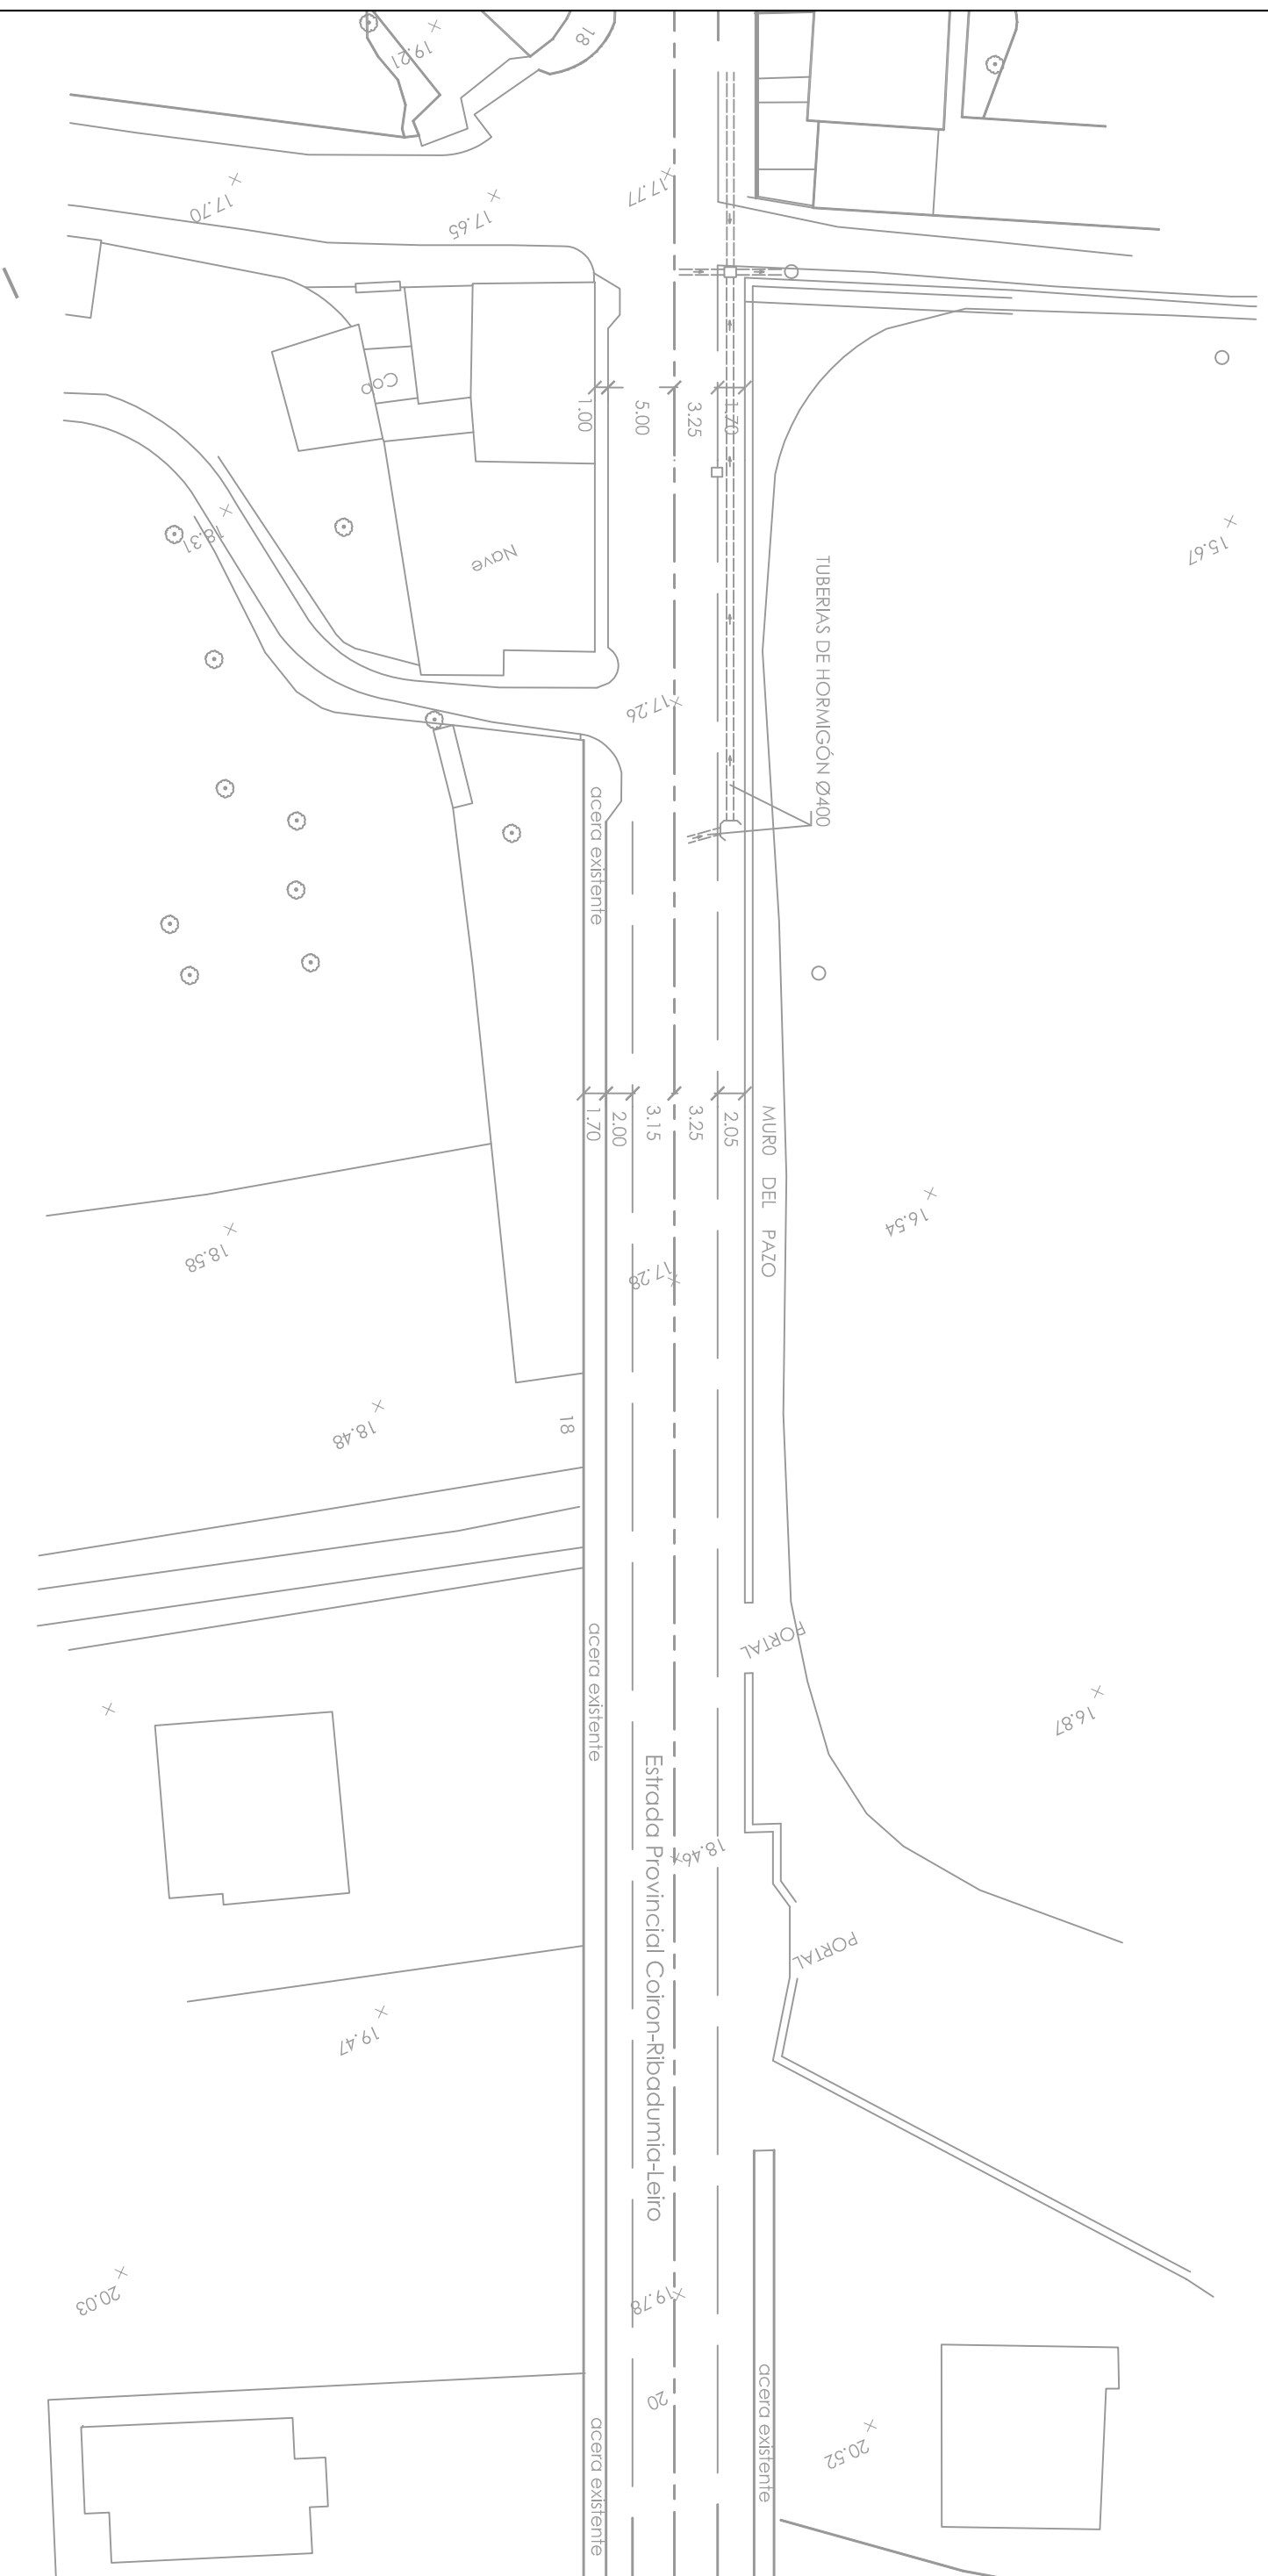 18
19.21
17.70
17.65
17.77
Cob
1.00
5.00
3.25
1.70
18.31
Nave
15.67
TUBERIAS DE HORMIGÓN Ø400
17.26
acera existente
1.70
2.00
3.15
3.25
2.05
MURO DEL PAZO
16.54
18.58
17.28
18.48
18
acera existente
PORTAL
16.87
Estrada Provincial Coiron-Ribadumia-Leiro
18.46
PORTAL
19.47
20.03
19.78
20
acera existente
acera existente
20.52